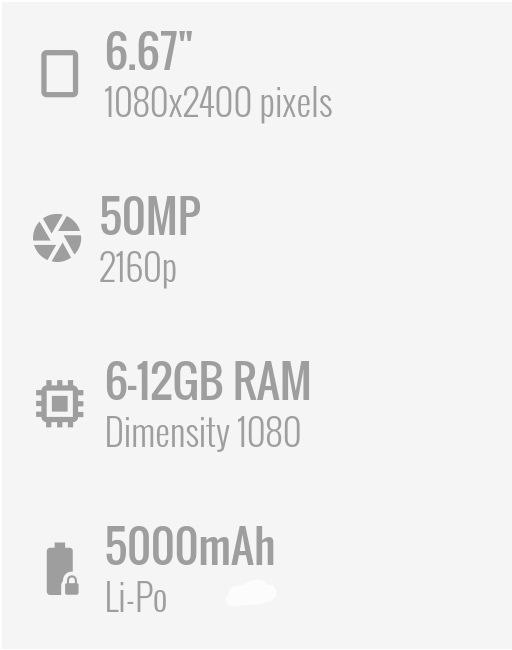 6.67"
1080x2400 pixels
50MP
2160p
6-12GB RAM
Dimensity 1080
5000mAh
Li-Po